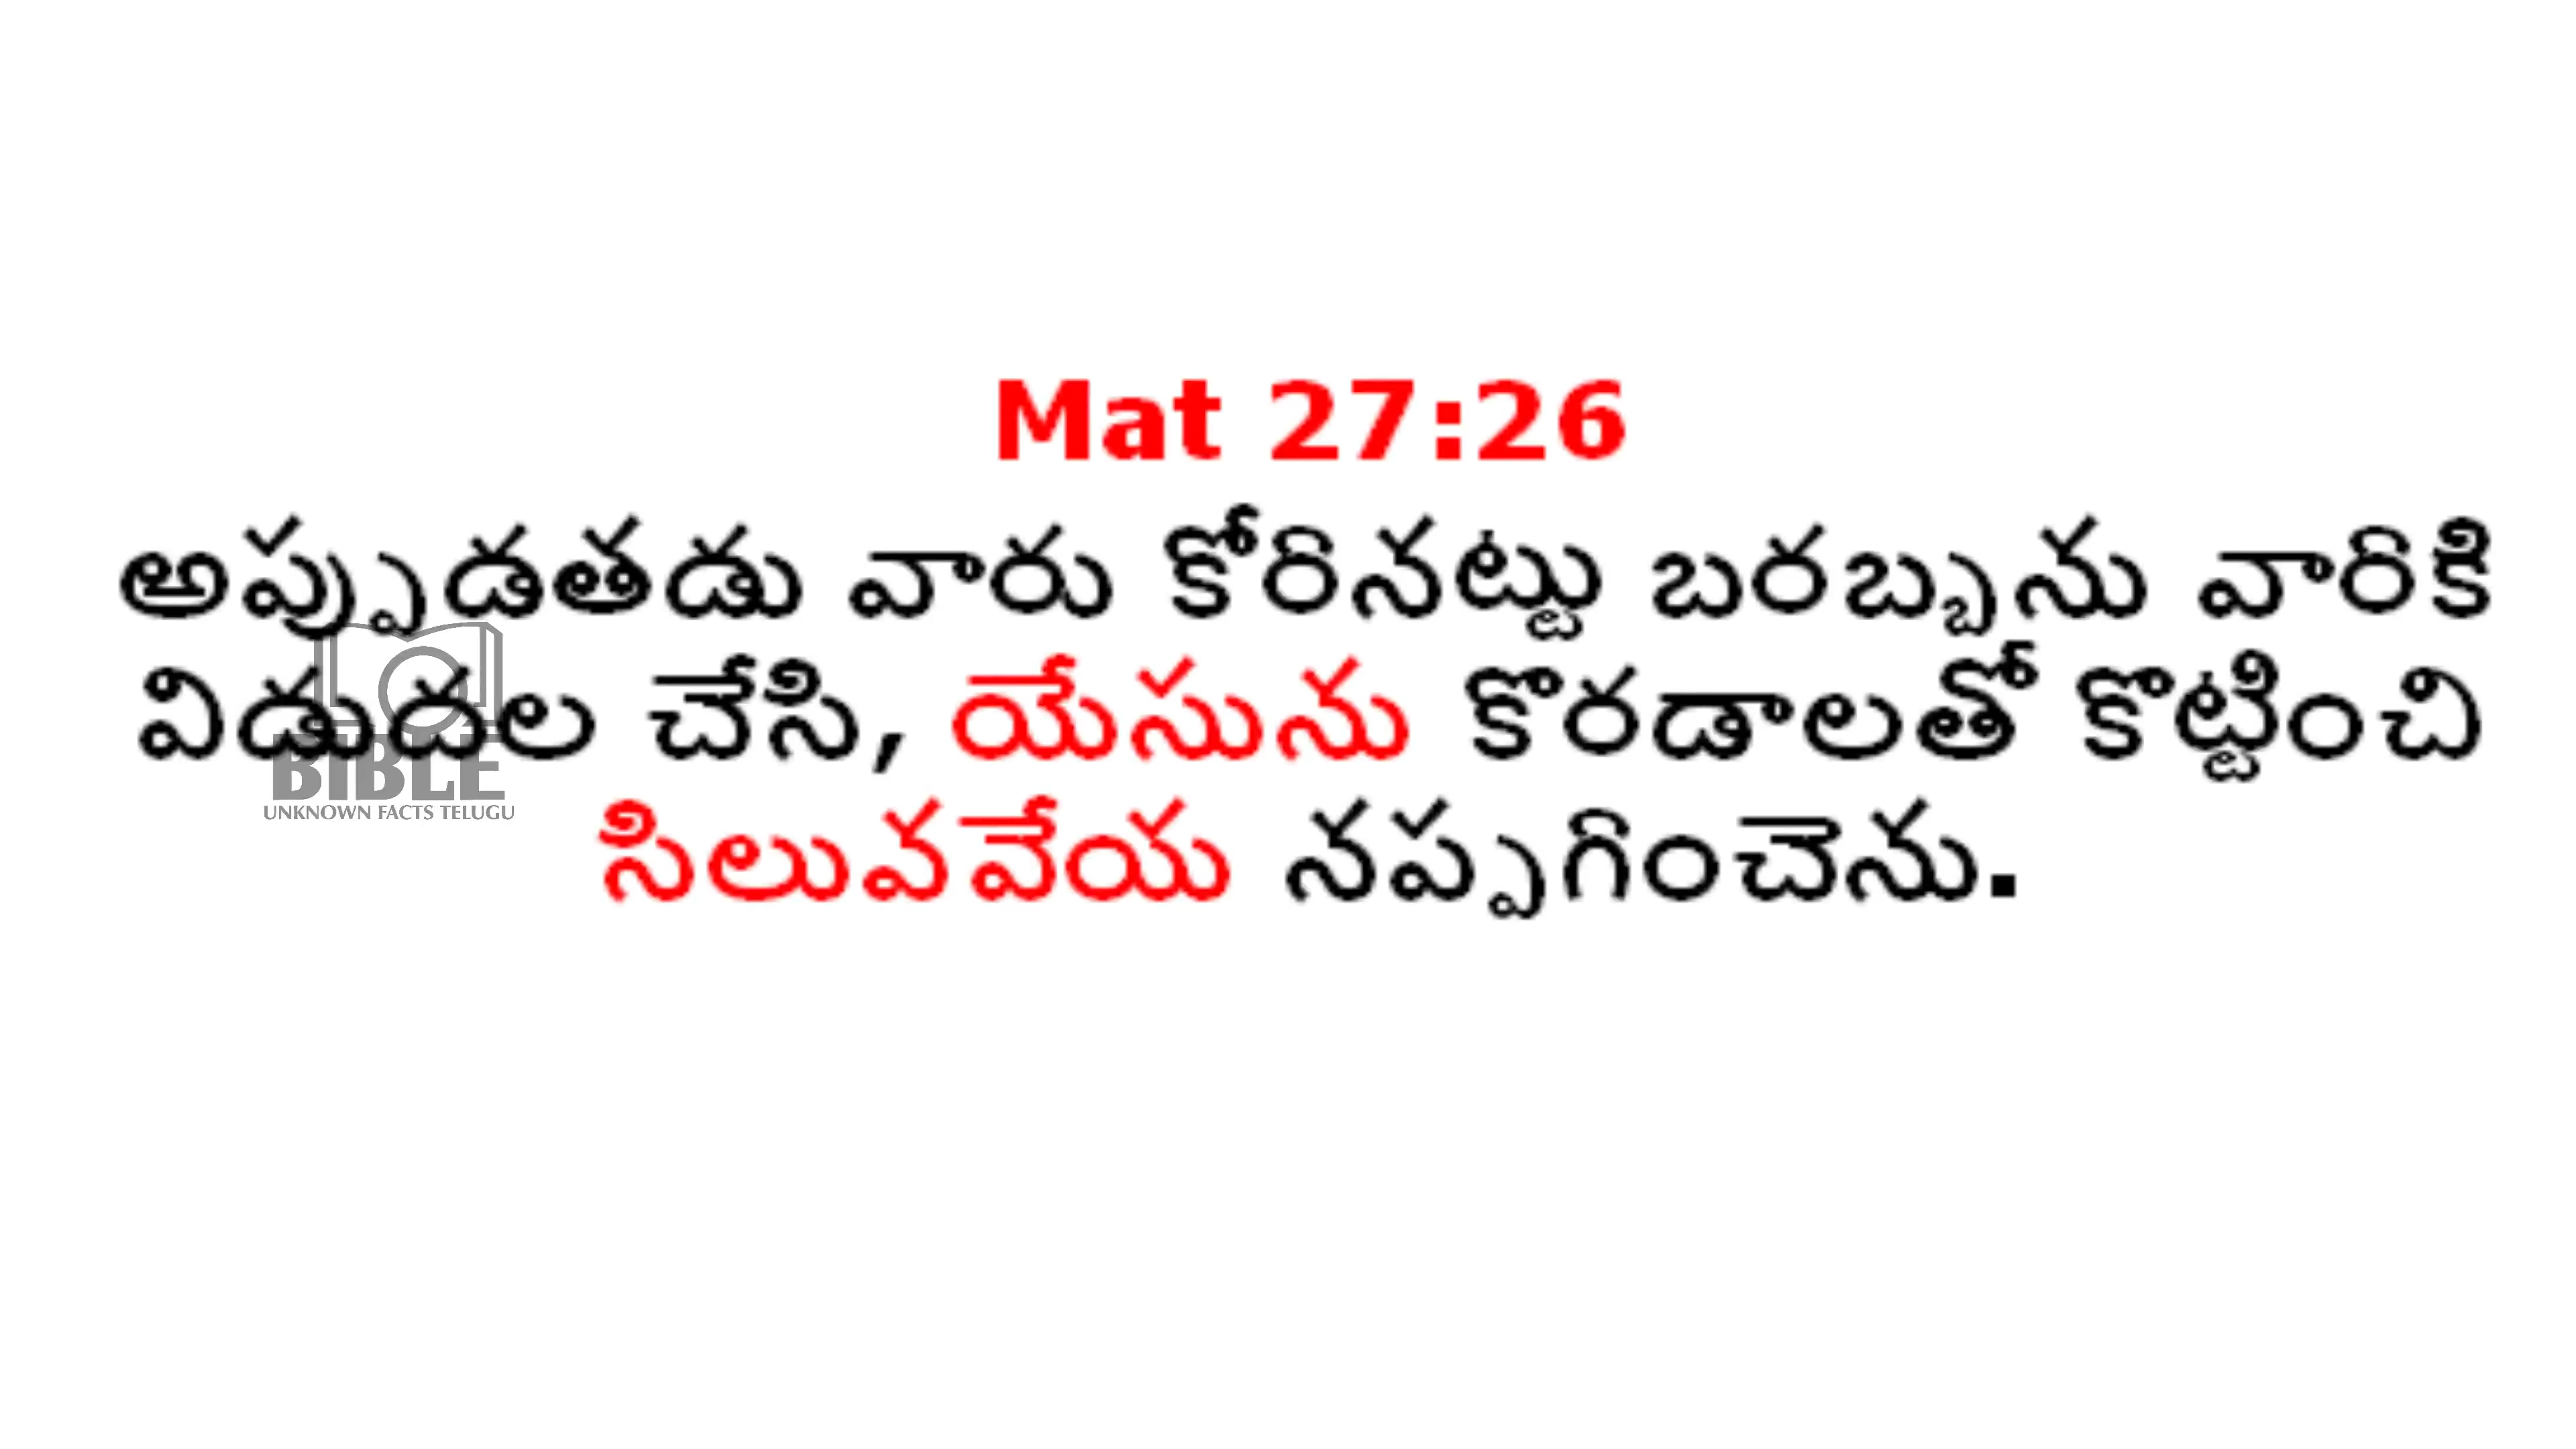 Mat 27:26
అప్పుడతడు వారు కోరినట్టు బరబ్బను వారికి
విడుదల చేసి, యేసును కొరడాలతో కొట్టించి
సిలువవేయ నప్పగించెను.
BIBLE
UNKNOWN FACTS TELUGU